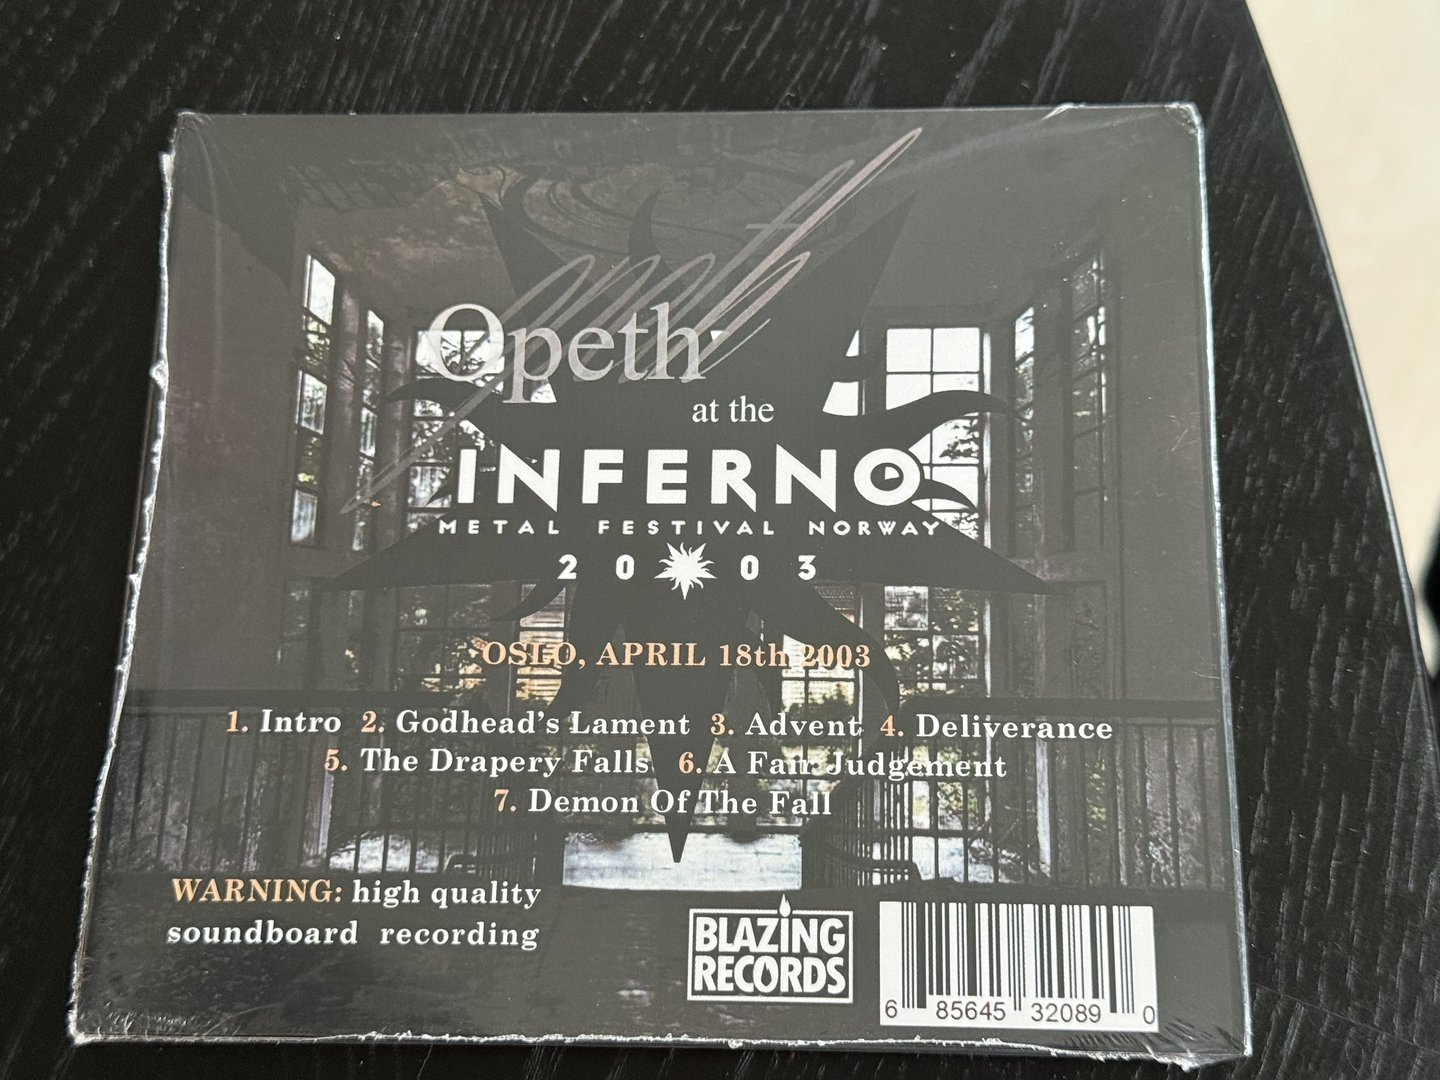 opeth
Opeth
at the
INFERNO
METAL FESTIVAL NORWAY
2003
OSLO, APRIL 18th 2003
1. Intro 2. Godhead's Lament 3. Advent 4. Deliverance
5. The Drapery Falls 6. A Fair Judgement
7. Demon Of The Fall
WARNING: high quality
soundboard recording
BLAZING
RECORDS
6 85645 32089 0